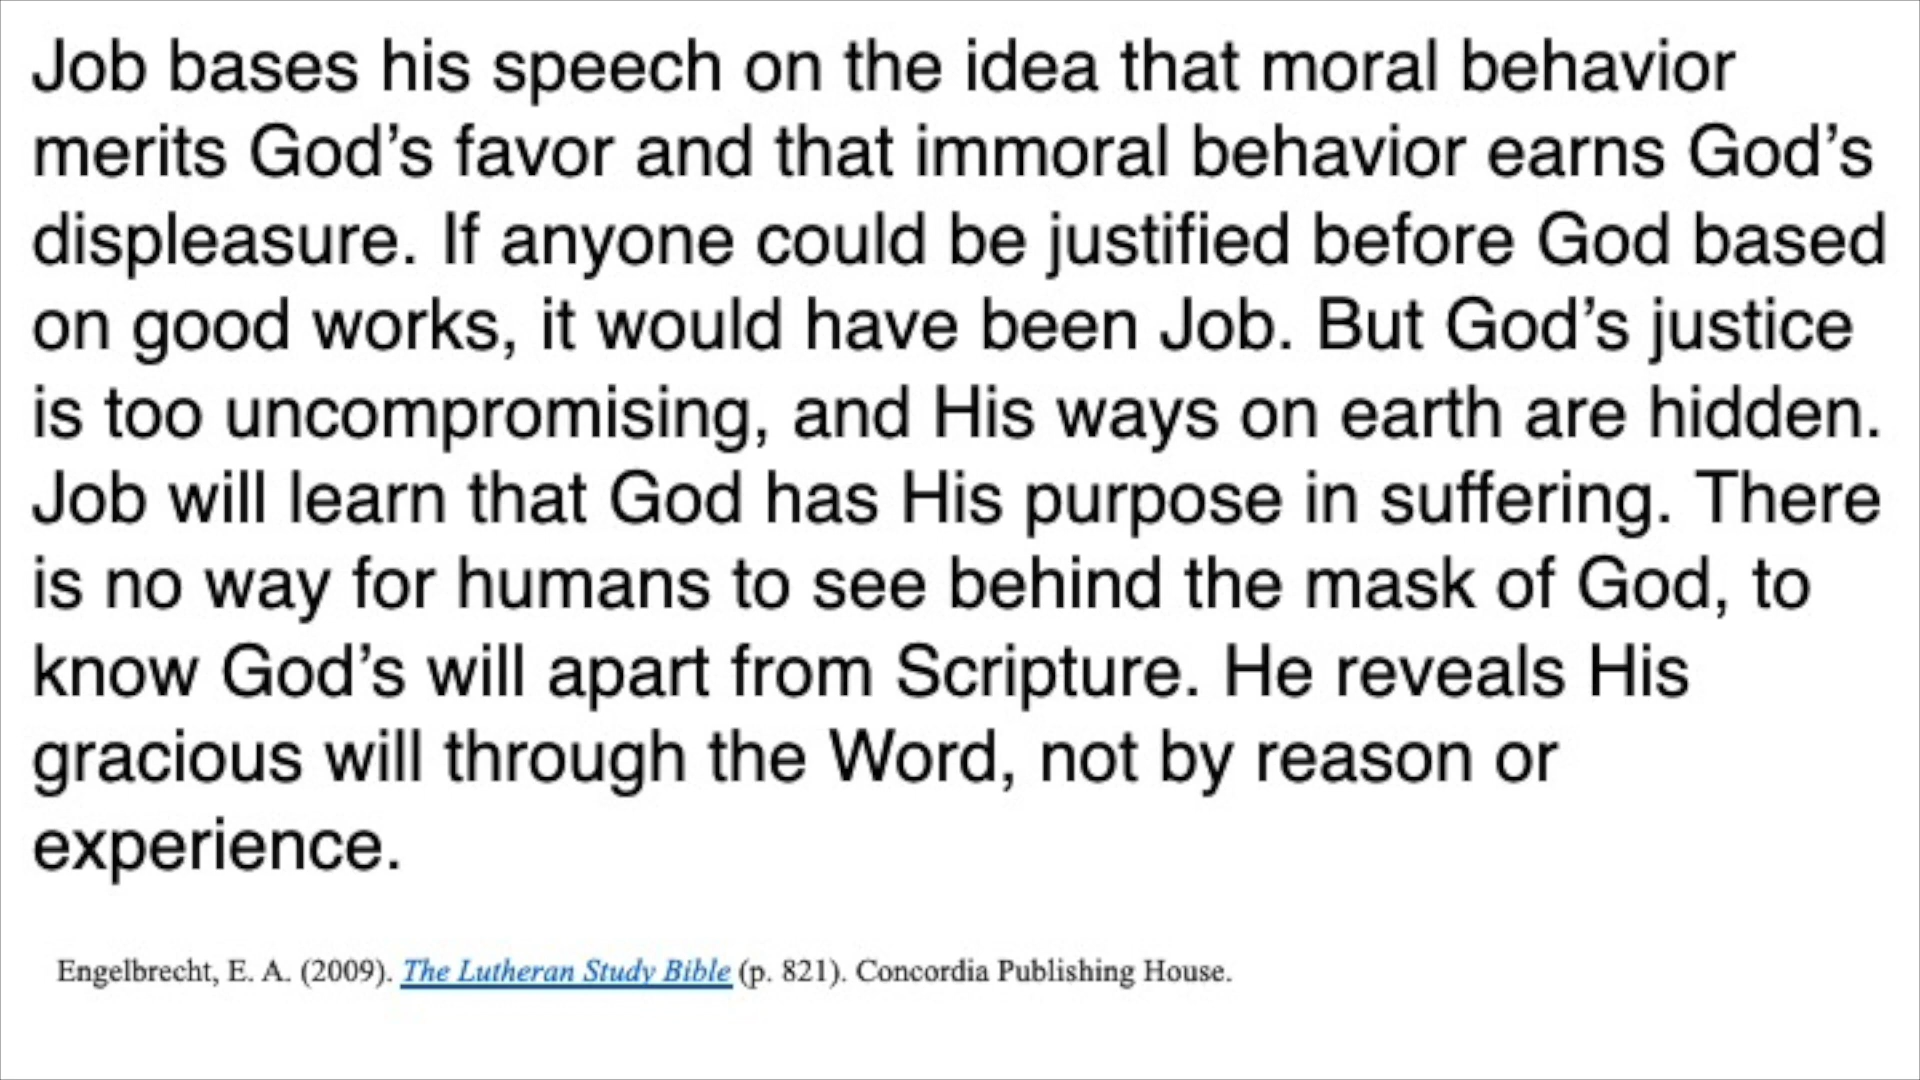 Job bases his speech on the idea that moral behavior
merits God’s favor and that immoral behavior earns God’s
displeasure. If anyone could be justified before God based
on good works, it would have been Job. But God’s justice
is too uncompromising, and His ways on earth are hidden.
Job will learn that God has His purpose in suffering. There
is no way for humans to see behind the mask of God, to
know God’s will apart from Scripture. He reveals His
gracious will through the Word, not by reason or
experience.
Engelbrecht, E. A. (2009). The Lutheran Study Bible (p. 821). Concordia Publishing House.